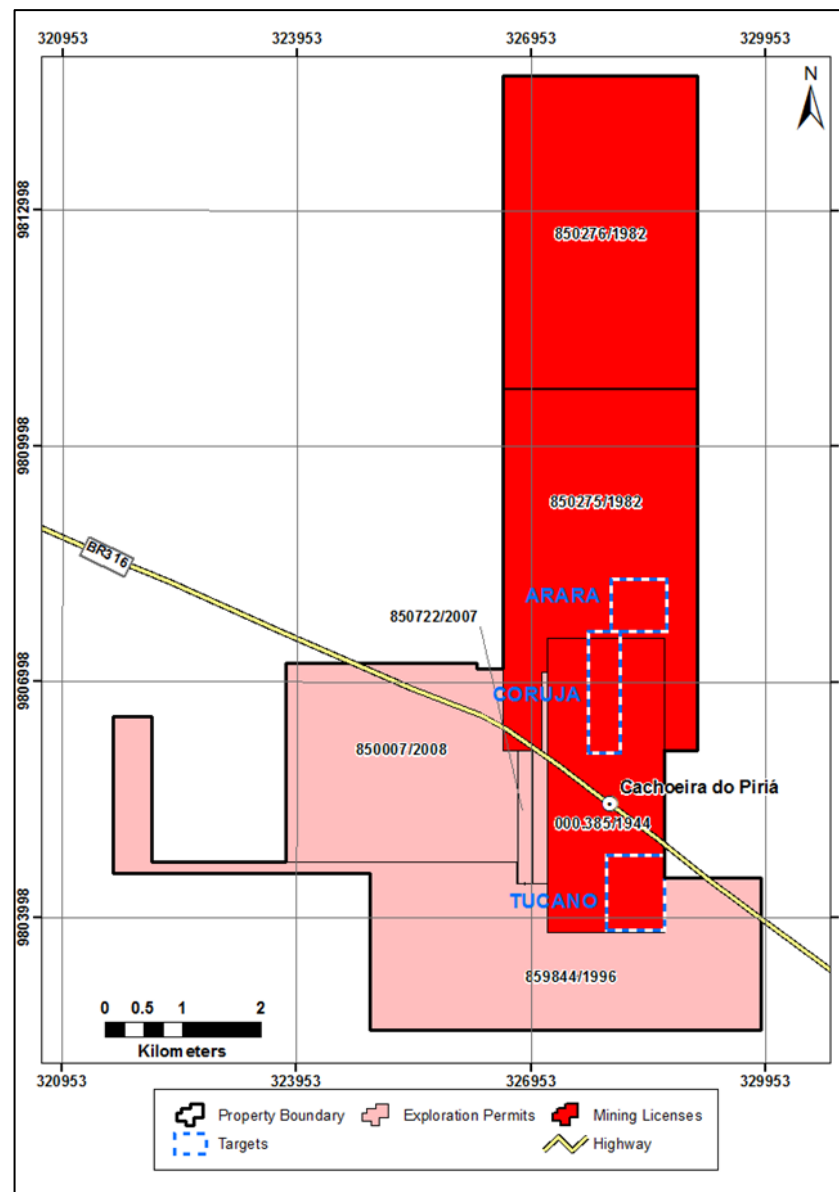 320953 323953 326953 329953
N
9812998
850276/1982
9809998
850275/1982
BR316
ARARA
850722/2007
9806998
CORUJA
850007/2008
Cachoeira do Piriá
000.385/1944
TUCANO
9803998
859844/1996
0 0.5 1 2
Kilometers
320953 323953 326953 329953
Property Boundary Exploration Permits Mining Licenses
Targets Highway